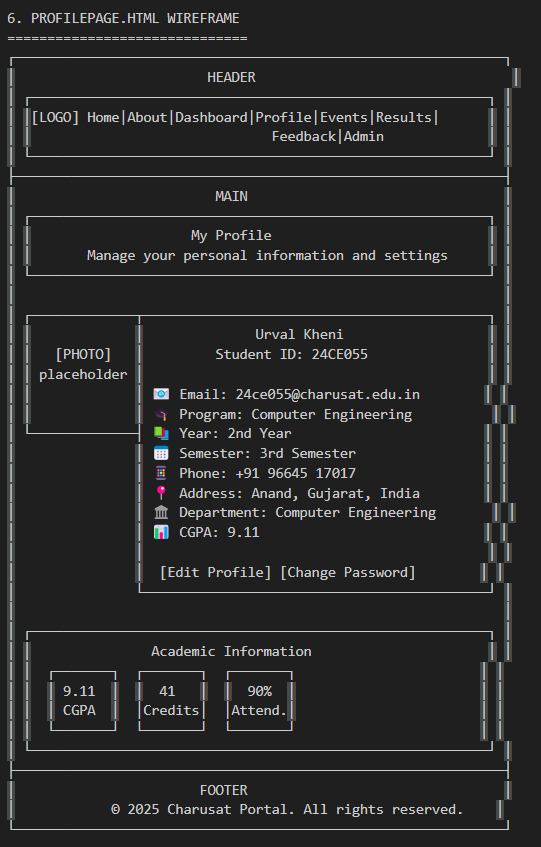 6. PROFILEPAGE.HTML WIREFRAME
==============================
HEADER
[LOGO] Home|About|Dashboard|Profile|Events|Results|
Feedback|Admin
MAIN
My Profile
Manage your personal information and settings
Urval Kheni
[PHOTO] Student ID: 24CE055
placeholder
📧 Email: 24ce055@charusat.edu.in
🎓 Program: Computer Engineering
📚 Year: 2nd Year
📅 Semester: 3rd Semester
📱 Phone: +91 96645 17017
📍 Address: Anand, Gujarat, India
🏛️ Department: Computer Engineering
📊 CGPA: 9.11
[Edit Profile] [Change Password]
Academic Information
9.11 41 90%
CGPA |Credits| |Attend.
FOOTER
© 2025 Charusat Portal. All rights reserved.